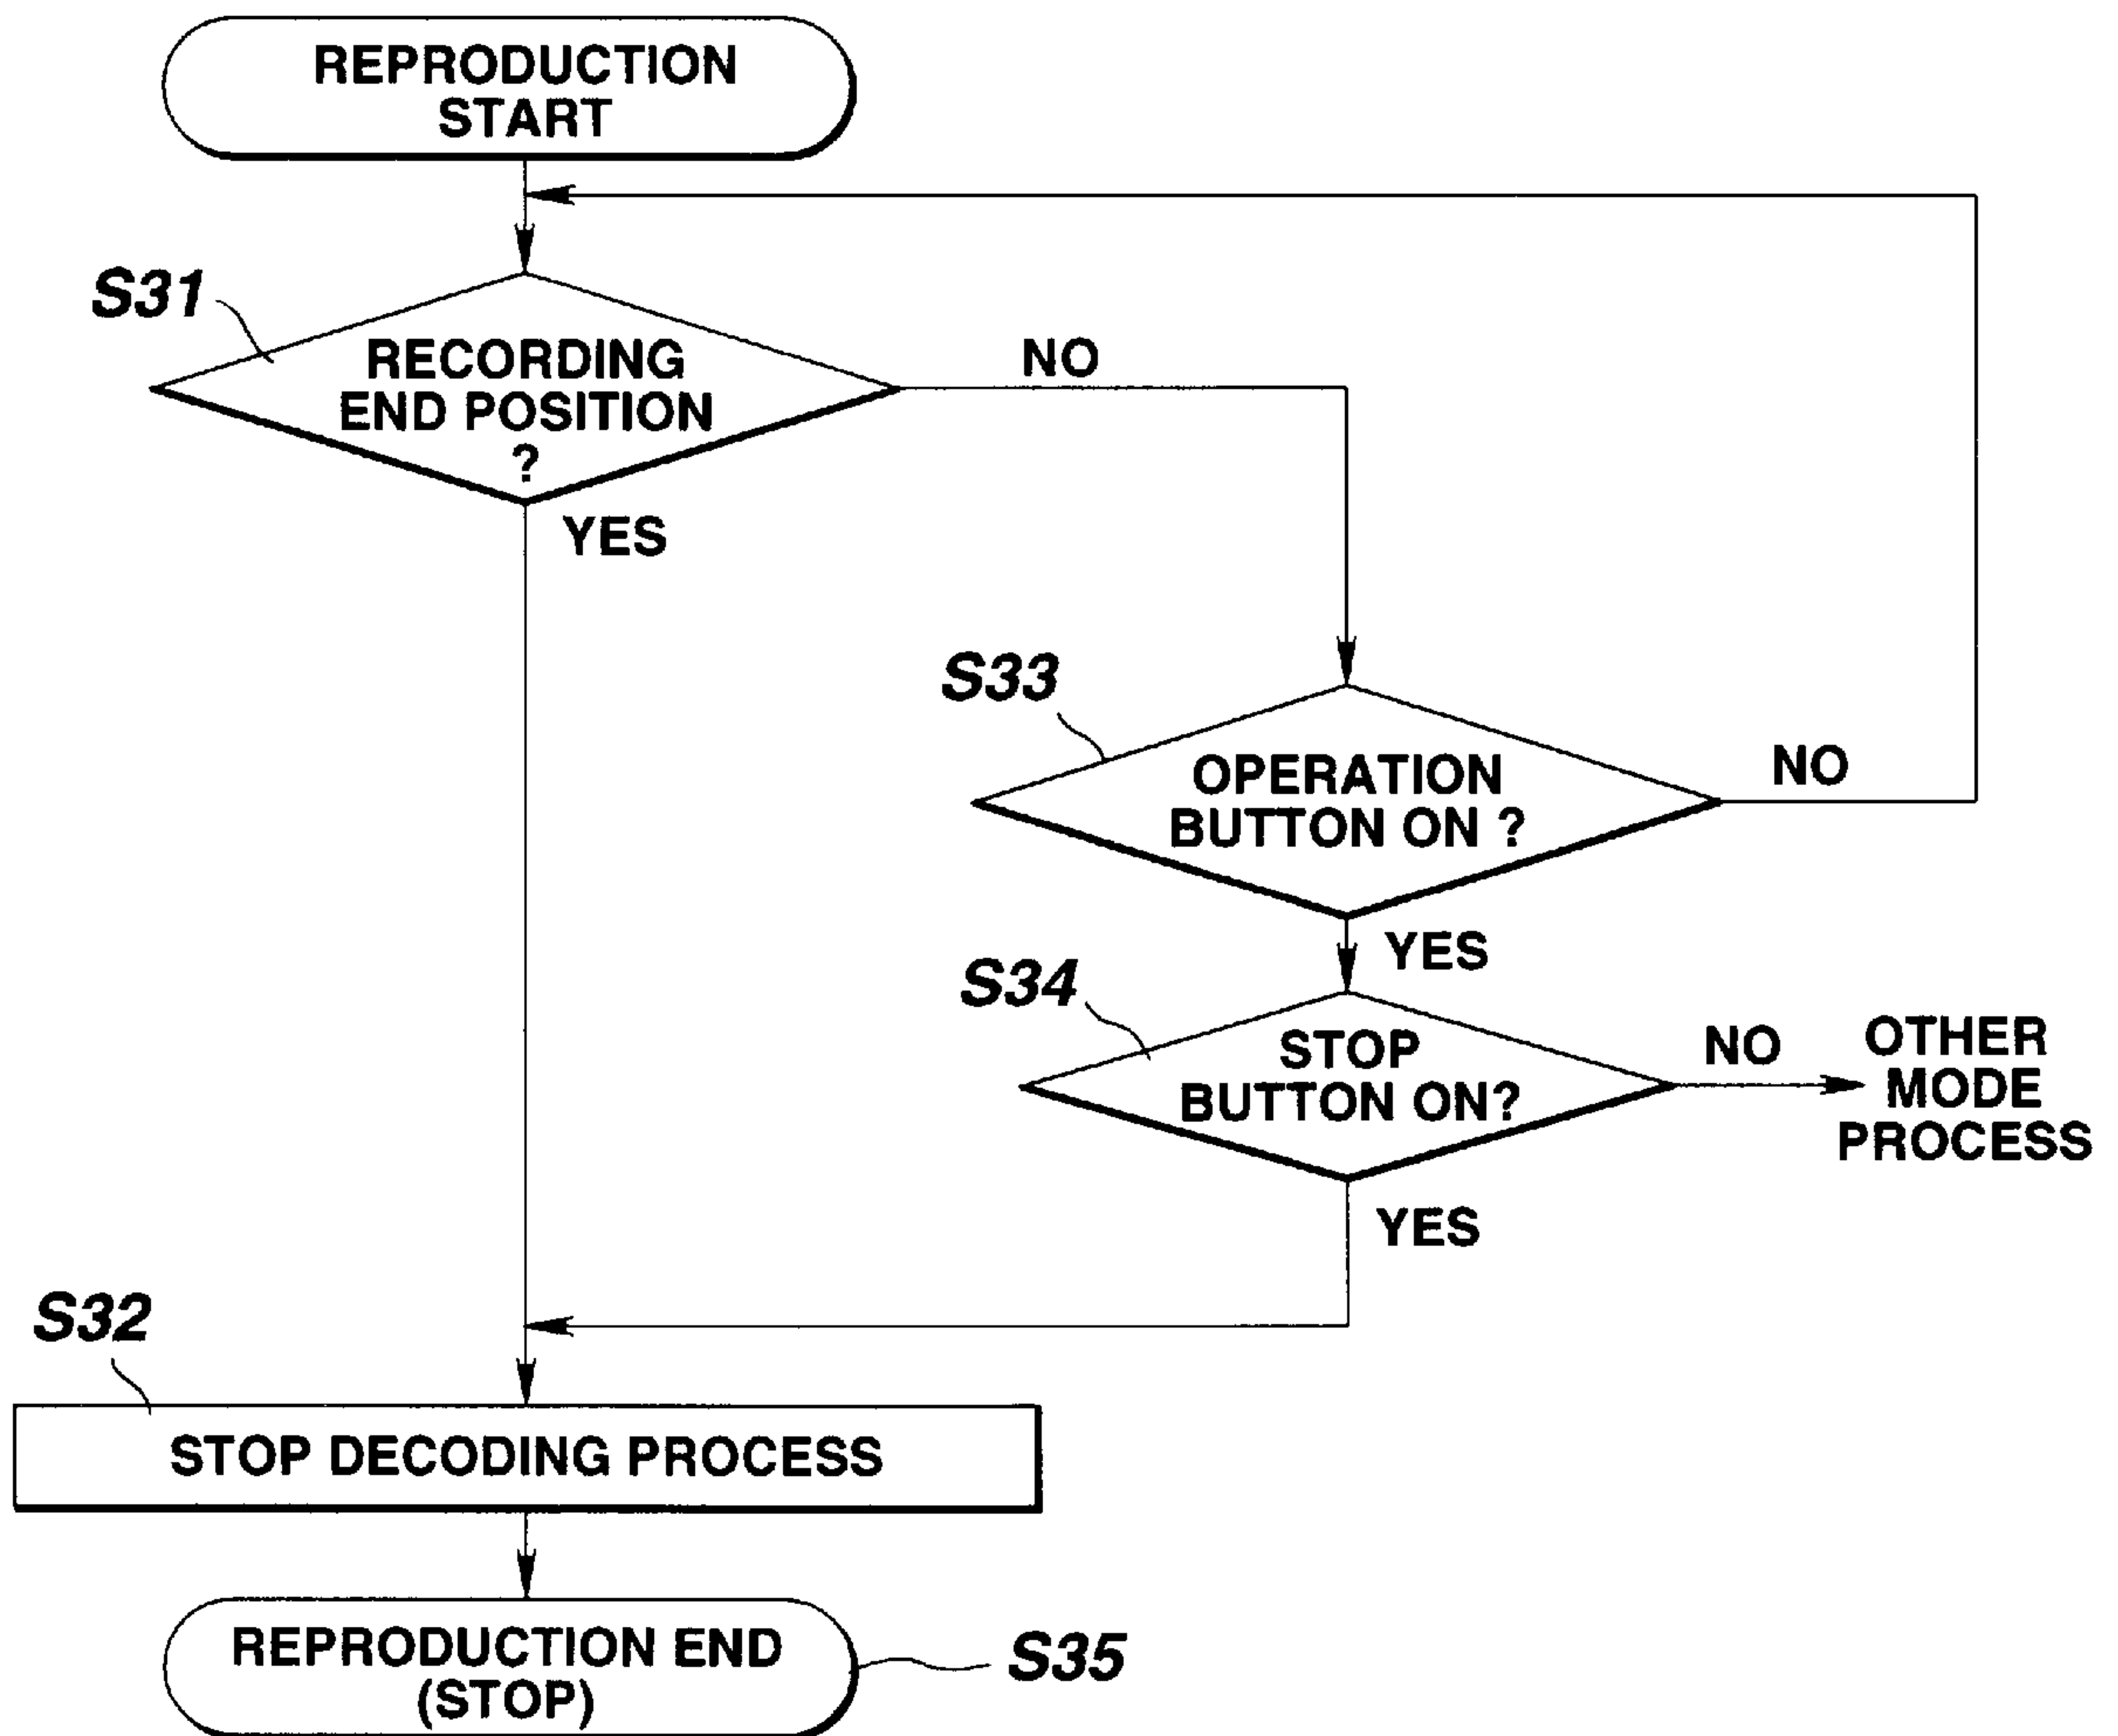 REPRODUCTION
START
S31
RECORDING
END POSITION
?
NO
YES
S33
OPERATION
BUTTON ON ?
NO
YES
S34
STOP
BUTTON ON?
NO
OTHER
MODE
PROCESS
YES
S32
STOP DECODING PROCESS
REPRODUCTION END
(STOP)
S35